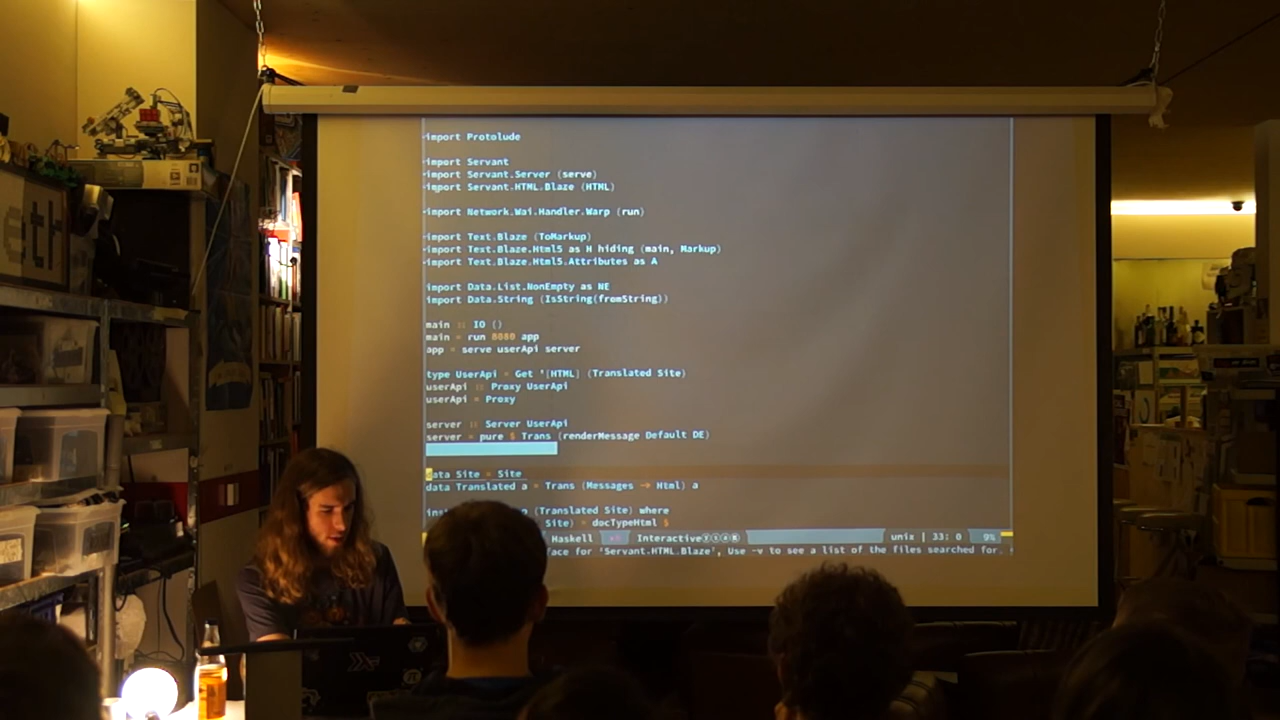 import Protolude
import Servant
import Servant.Server (serve)
import Servant.HTML.Blaze (HTML)
import Network.Wai.Handler.Warp (run)
import Text.Blaze (ToMarkup)
import Text.Blaze.Html5 as H hiding (main, Markup)
import Text.Blaze.Html5.Attributes as A
import Data.List.NonEmpty as NE
import Data.String (IsString(fromString))
main :: IO ()
main = run 8080 app
app = serve userApi server
type UserApi = Get '[HTML] (Translated Site)
userApi :: Proxy UserApi
userApi = Proxy
server :: Server UserApi
server = pure $ Trans (renderMessage Default DE)
data Site = Site
data Translated a = Trans (Messages -> Html) a
(Translated Site) where
Site) = docTypeHtml $
Haskell Interactive unix | 33: 0 9%
for 'Servant.HTML.Blaze', Use -v to see a list of the files searched for.
eth